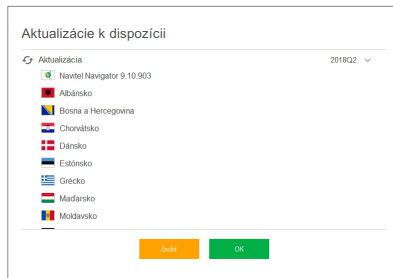 Aktualizácie k dispozícii
Aktualizácia 2018Q2
Navitel Navigator 9.10.903
Albánsko
Bosna a Hercegovina
Chorvátsko
Dánsko
Estónsko
Grécko
Maďarsko
Moldavsko
Zrušiť OK